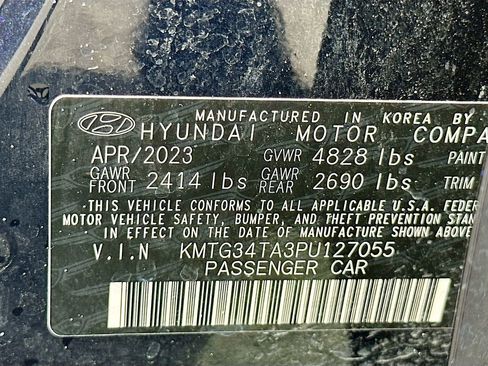 MANUFACTURED IN KOREA BY
HYUNDAI MOTOR COMPA
APR/2023 GVWR 4828 lbs PAINT
GAWR FRONT 2414 lbs GAWR REAR 2690 lbs TRIM
THIS VEHICLE CONFORMS TO ALL APPLICABLE U.S.A. FEDER
MOTOR VEHICLE SAFETY, BUMPER, AND THEFT PREVENTION STAN
IN EFFECT ON THE DATE OF MANUFACTURE SHOWN ABOVE.
V.I.N KMTG34TA3PU127055
PASSENGER CAR